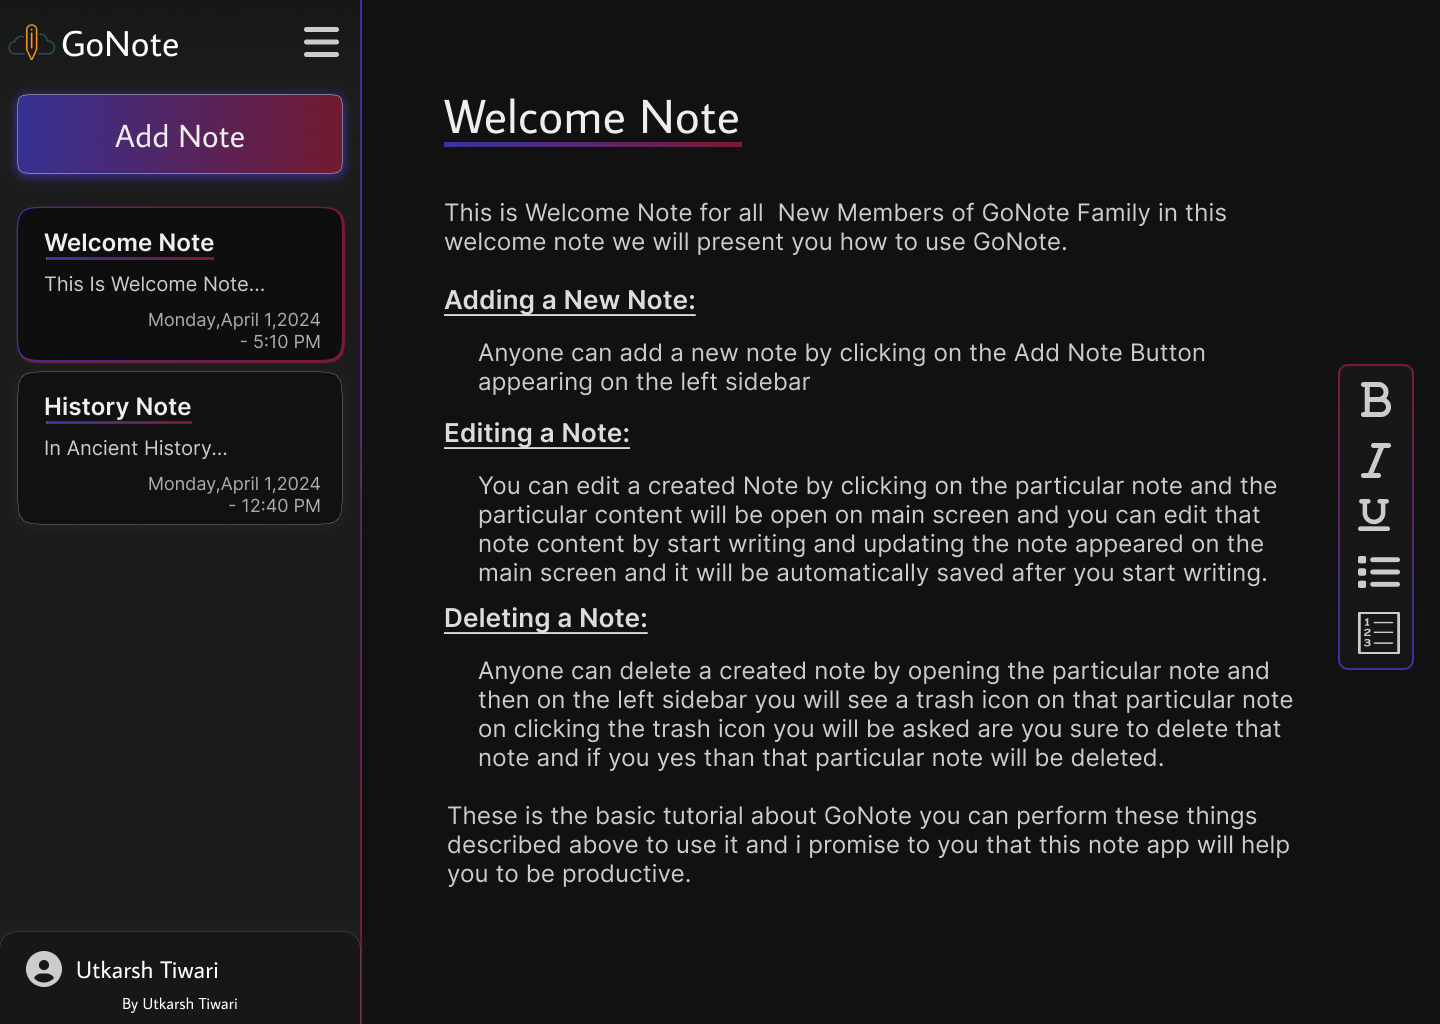 GoNote
Add Note
Welcome Note
This Is Welcome Note...
Monday,April 1,2024
- 5:10 PM
History Note
In Ancient History...
Monday,April 1,2024
- 12:40 PM
Utkarsh Tiwari
By Utkarsh Tiwari
Welcome Note
This is Welcome Note for all  New Members of GoNote Family in this
welcome note we will present you how to use GoNote.
Adding a New Note:
Anyone can add a new note by clicking on the Add Note Button
appearing on the left sidebar
Editing a Note:
You can edit a created Note by clicking on the particular note and the
particular content will be open on main screen and you can edit that
note content by start writing and updating the note appeared on the
main screen and it will be automatically saved after you start writing.
Deleting a Note:
Anyone can delete a created note by opening the particular note and
then on the left sidebar you will see a trash icon on that particular note
on clicking the trash icon you will be asked are you sure to delete that
note and if you yes than that particular note will be deleted.
These is the basic tutorial about GoNote you can perform these things
described above to use it and i promise to you that this note app will help
you to be productive.
B
I
U
1
2
3